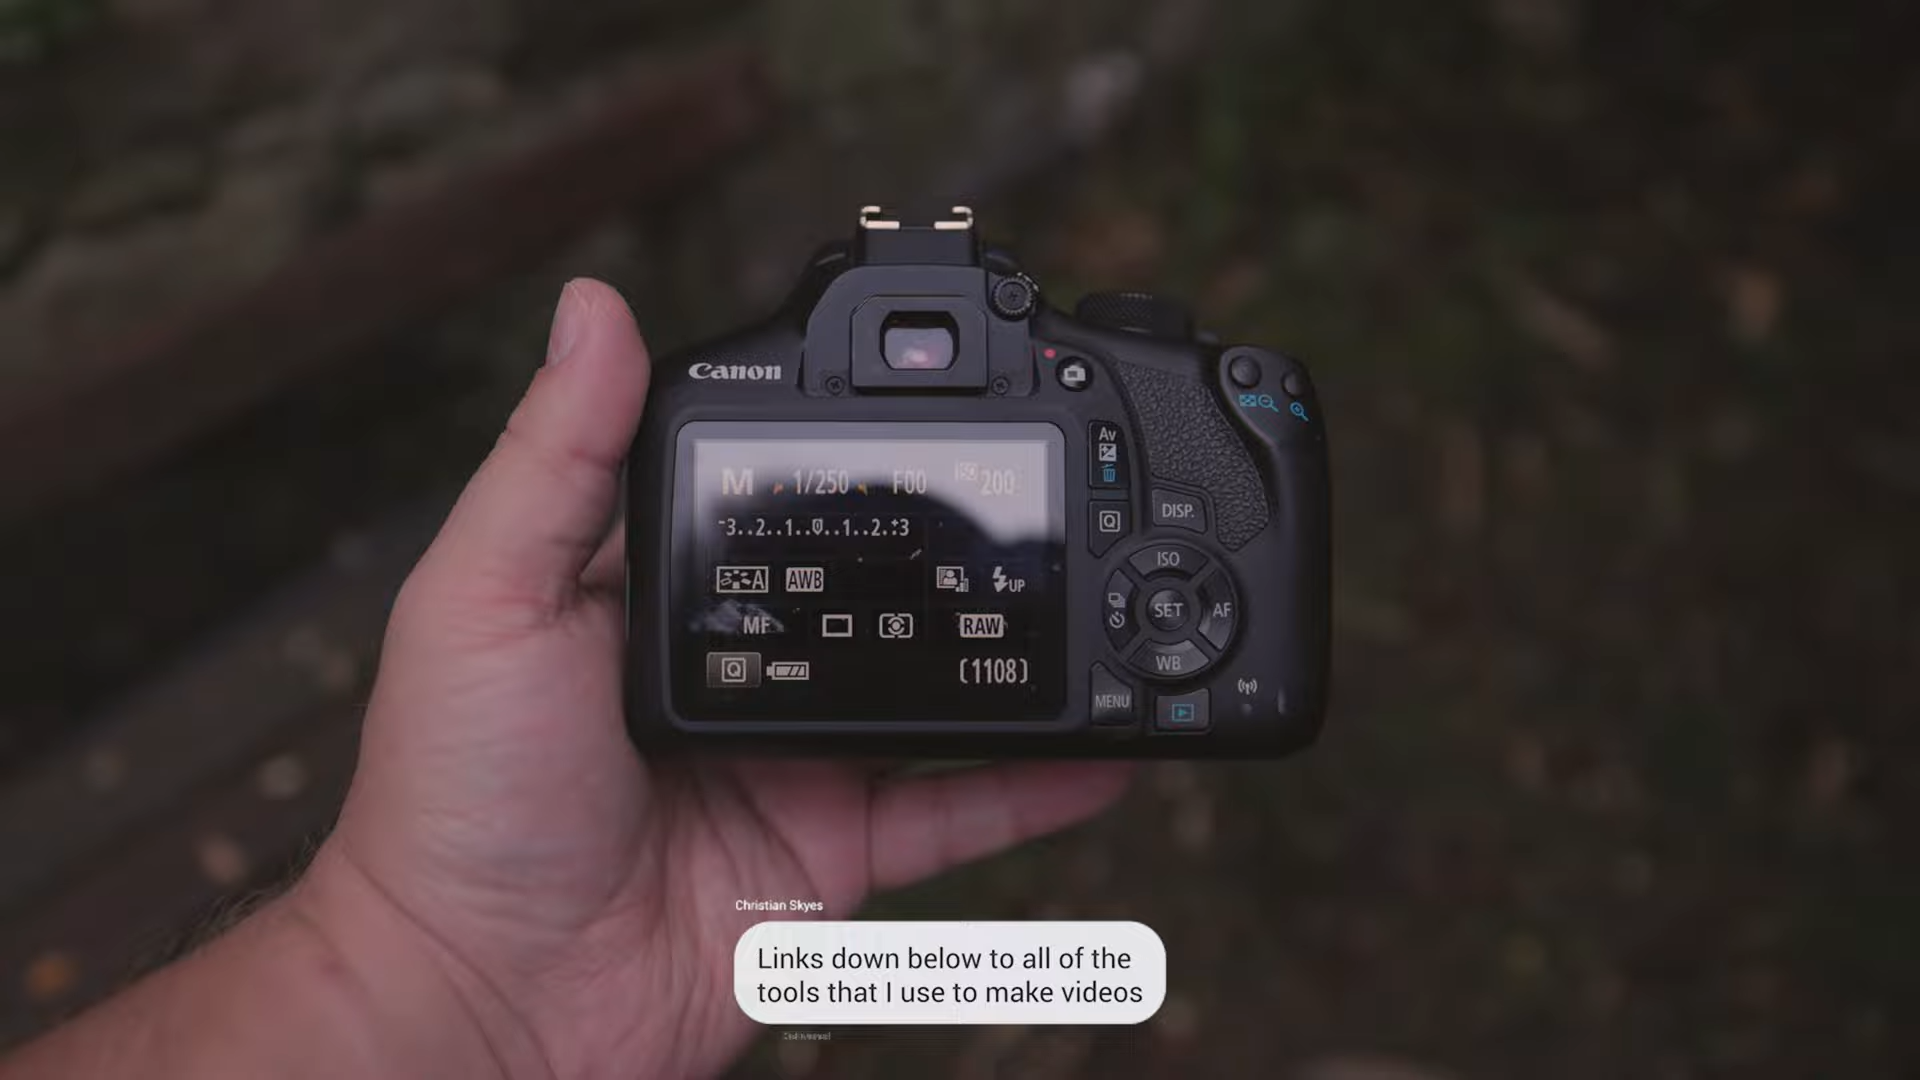 Canon
M 1/250 F00 ISO 200
-3..2..1..0..1..2.:+3
Av
Q
DISP.
A AWB UP
ISO
MF RAW
SET AF
WB
Q (1108)
MENU
Christian Skyes
Links down below to all of the
tools that I use to make videos